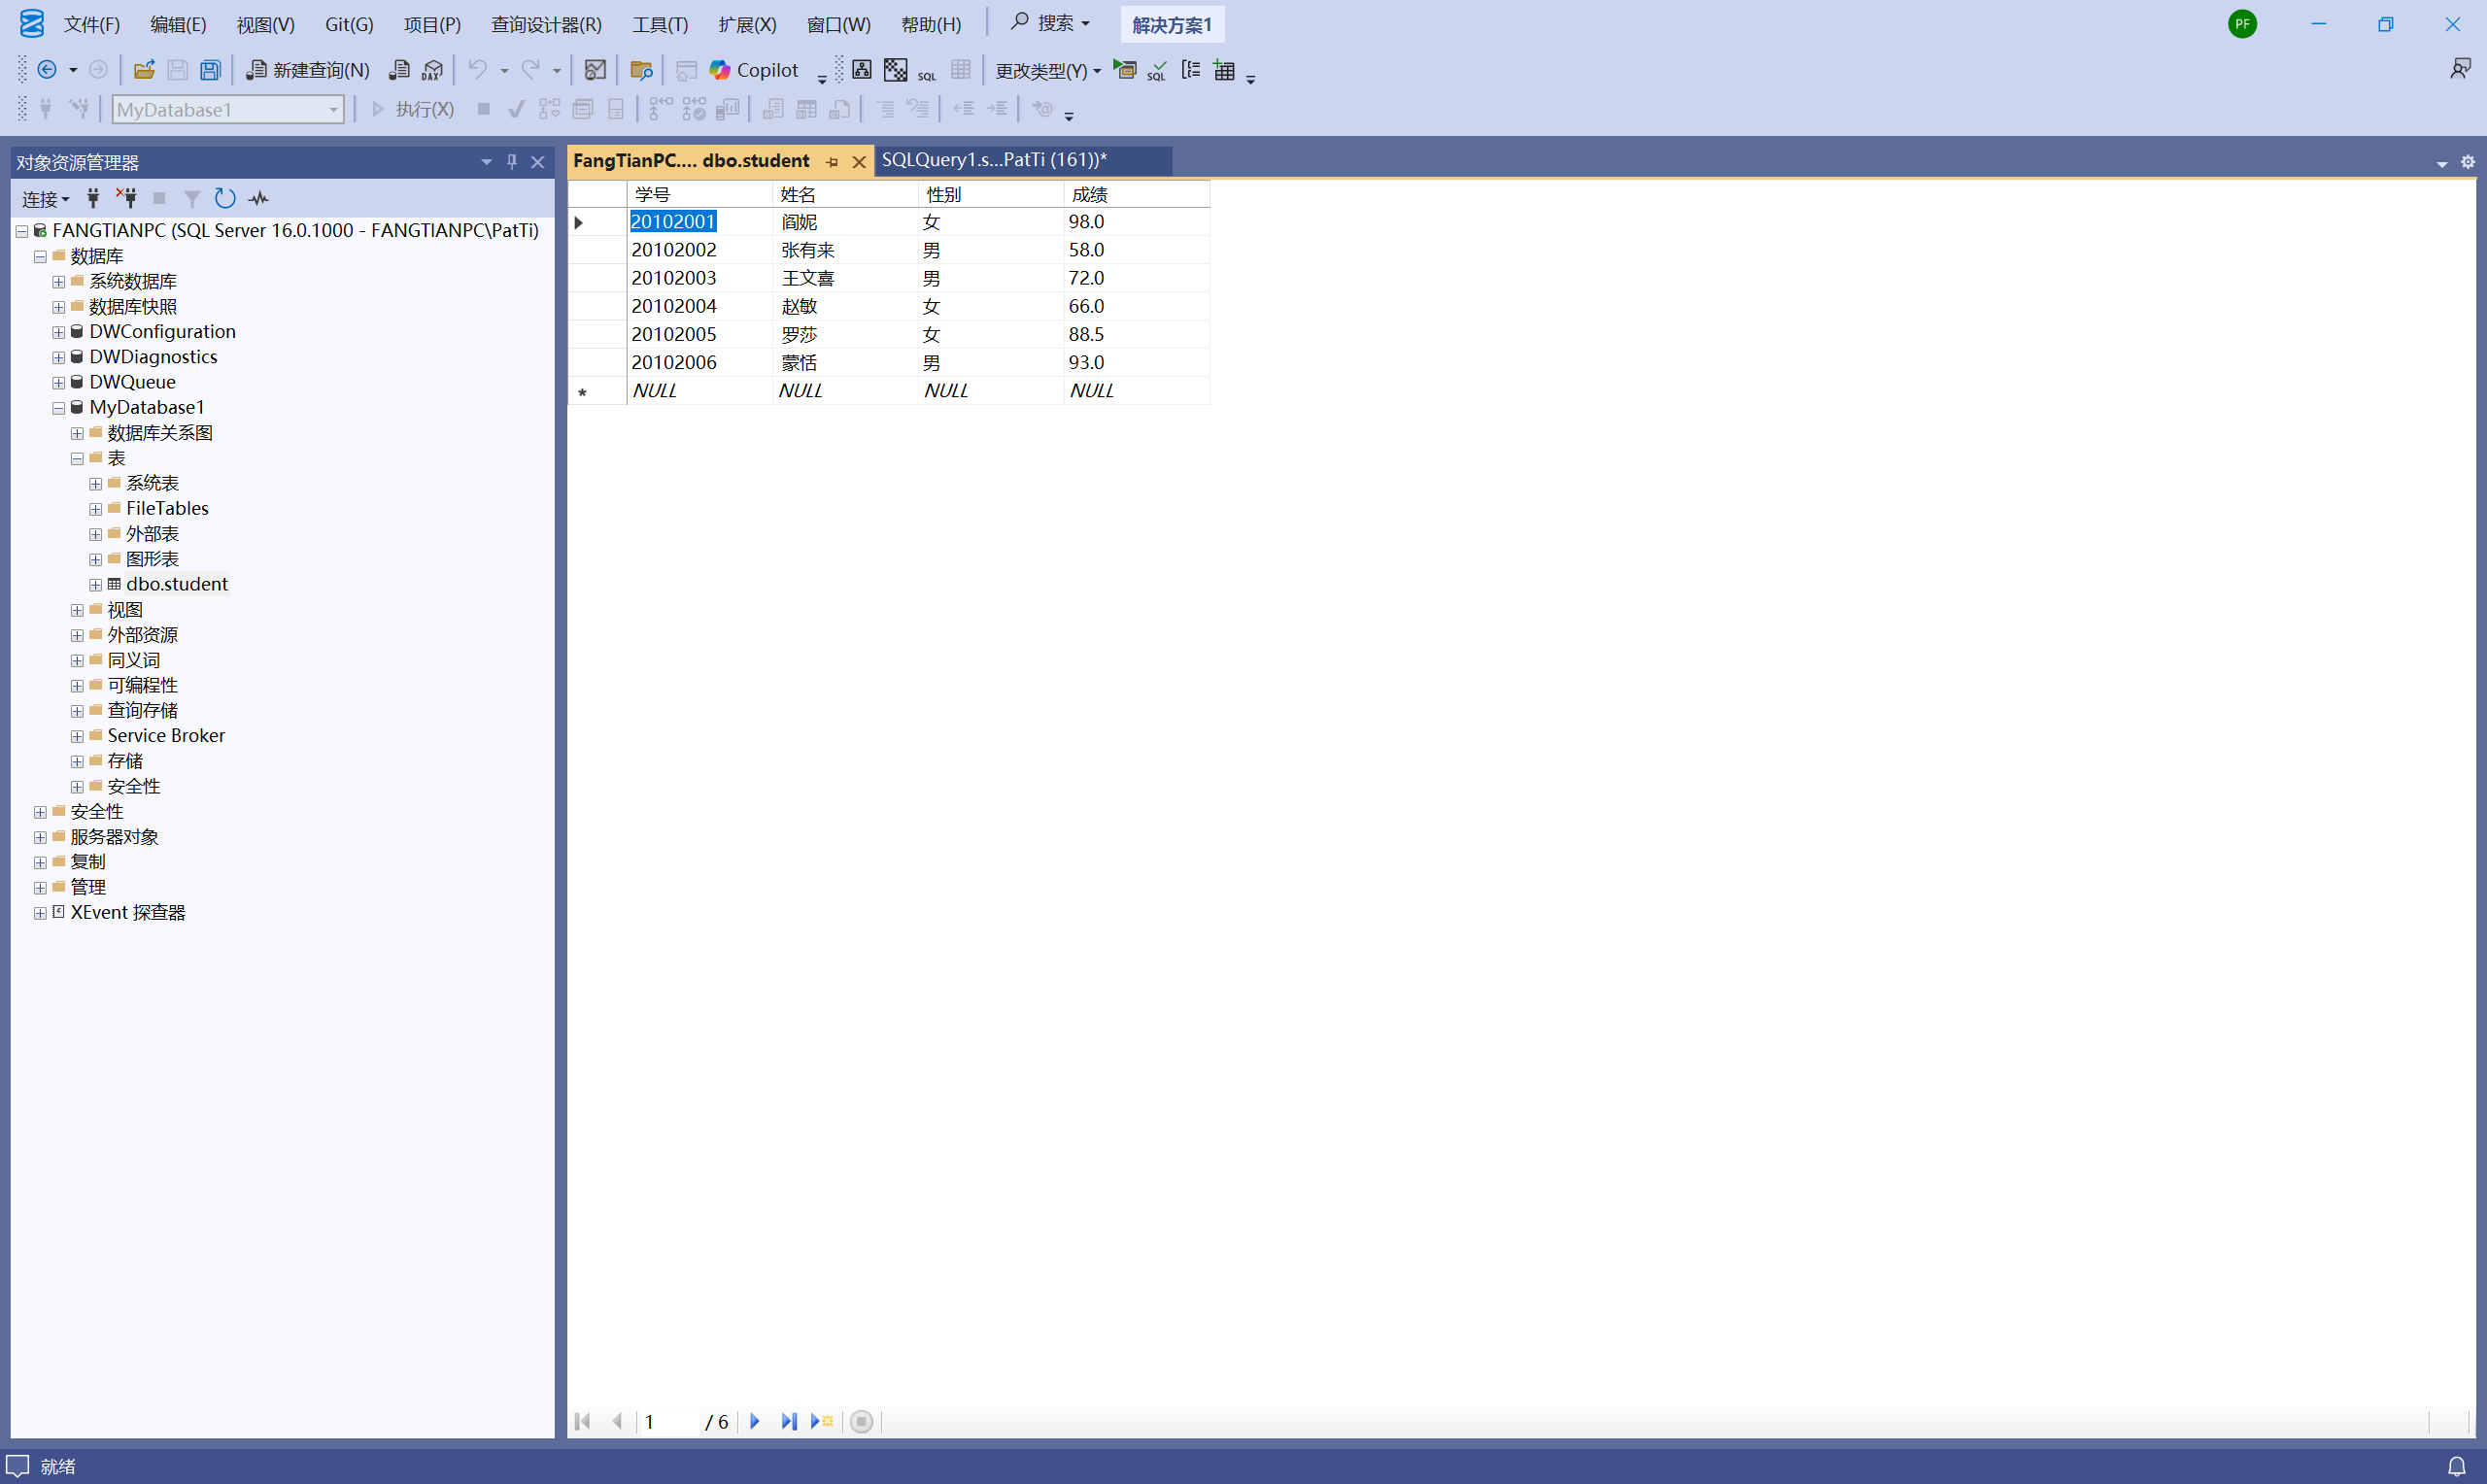 文件(F) 编辑(E) 视图(V) Git(G) 项目(P) 查询设计器(R) 工具(T) 扩展(X) 窗口(W) 帮助(H) 搜索 解决方案1 PF
新建查询(N) DAX Copilot SQL 更改类型(Y) SQL
MyDatabase1 执行(X)
对象资源管理器
连接
FANGTIANPC (SQL Server 16.0.1000 - FANGTIANPC\PatTi)
数据库
系统数据库
数据库快照
DWConfiguration
DWDiagnostics
DWQueue
MyDatabase1
数据库关系图
表
系统表
FileTables
外部表
图形表
dbo.student
视图
外部资源
同义词
可编程性
查询存储
Service Broker
存储
安全性
安全性
服务器对象
复制
管理
XEvent 探查器
FangTianPC.... dbo.student SQLQuery1.s...PatTi (161))*
学号 姓名 性别 成绩
20102001 阎妮 女 98.0
20102002 张有来 男 58.0
20102003 王文喜 男 72.0
20102004 赵敏 女 66.0
20102005 罗莎 女 88.5
20102006 蒙恬 男 93.0
* NULL NULL NULL NULL
1 / 6
就绪